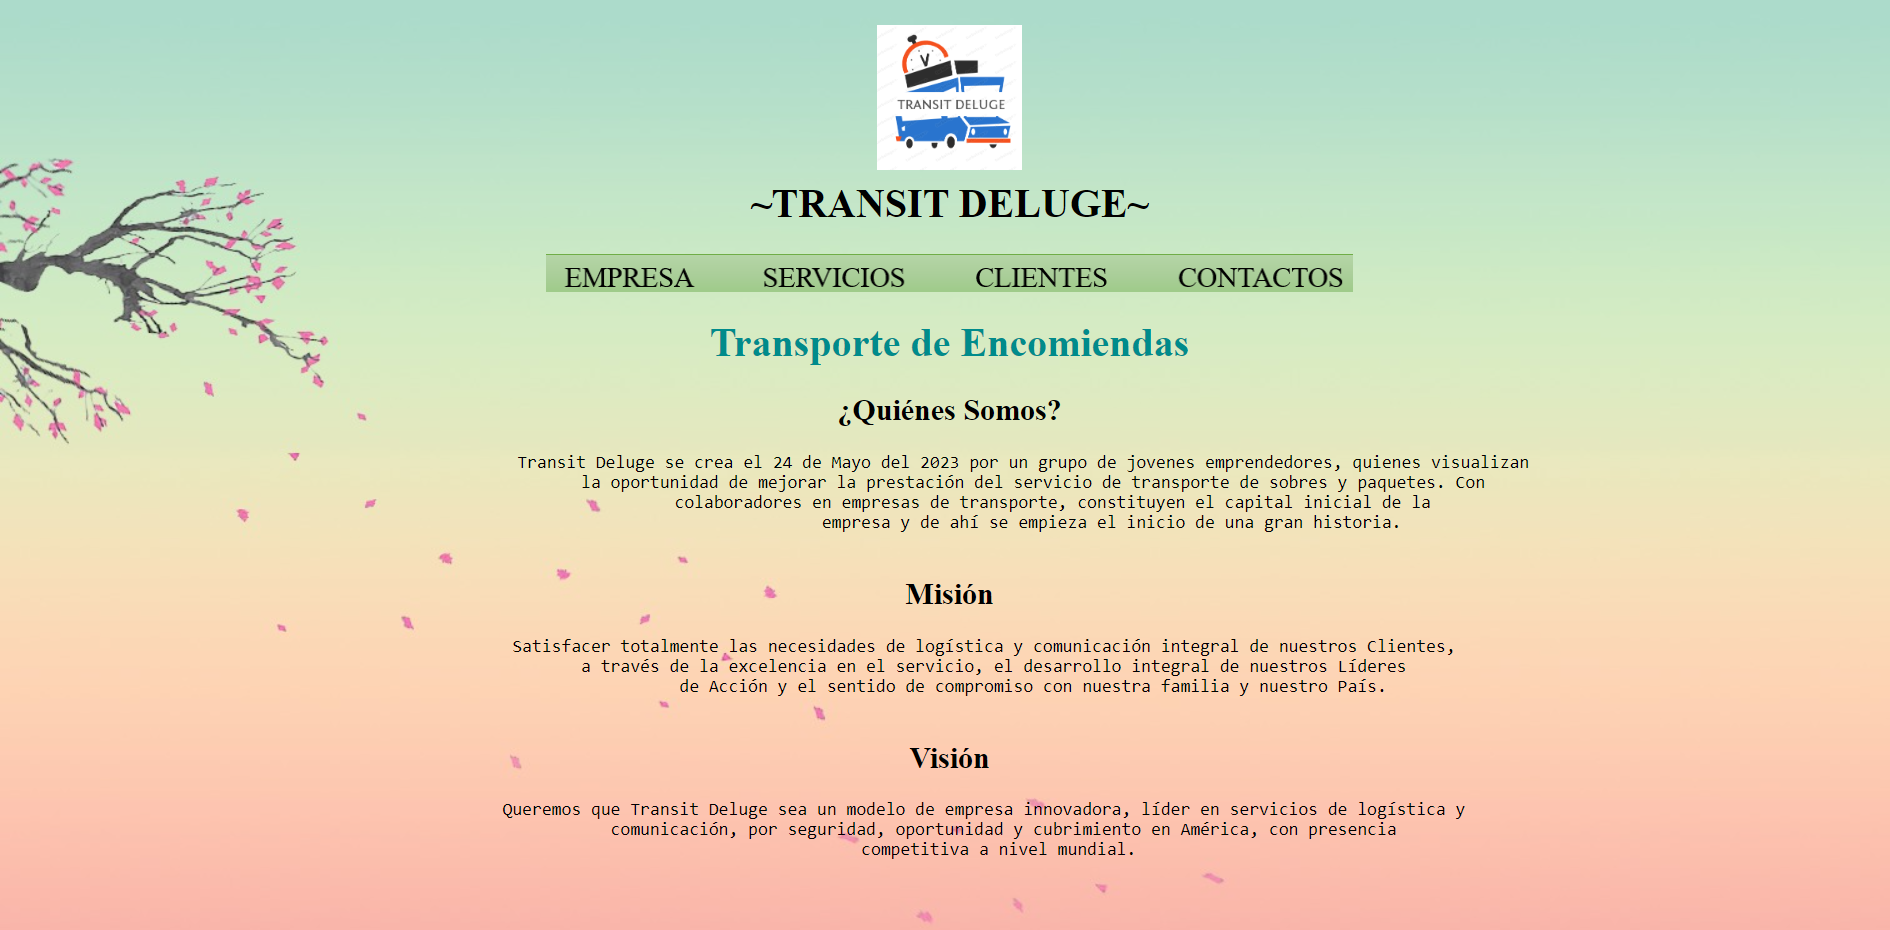 TRANSIT DELUGE
~TRANSIT DELUGE~
EMPRESA SERVICIOS CLIENTES CONTACTOS
Transporte de Encomiendas
¿Quiénes Somos?
Transit Deluge se crea el 24 de Mayo del 2023 por un grupo de jovenes emprendedores, quienes visualizan
la oportunidad de mejorar la prestación del servicio de transporte de sobres y paquetes. Con
colaboradores en empresas de transporte, constituyen el capital inicial de la
empresa y de ahí se empieza el inicio de una gran historia.
Misión
Satisfacer totalmente las necesidades de logística y comunicación integral de nuestros Clientes,
a través de la excelencia en el servicio, el desarrollo integral de nuestros Líderes
de Acción y el sentido de compromiso con nuestra familia y nuestro País.
Visión
Queremos que Transit Deluge sea un modelo de empresa innovadora, líder en servicios de logística y
comunicación, por seguridad, oportunidad y cubrimiento en América, con presencia
competitiva a nivel mundial.